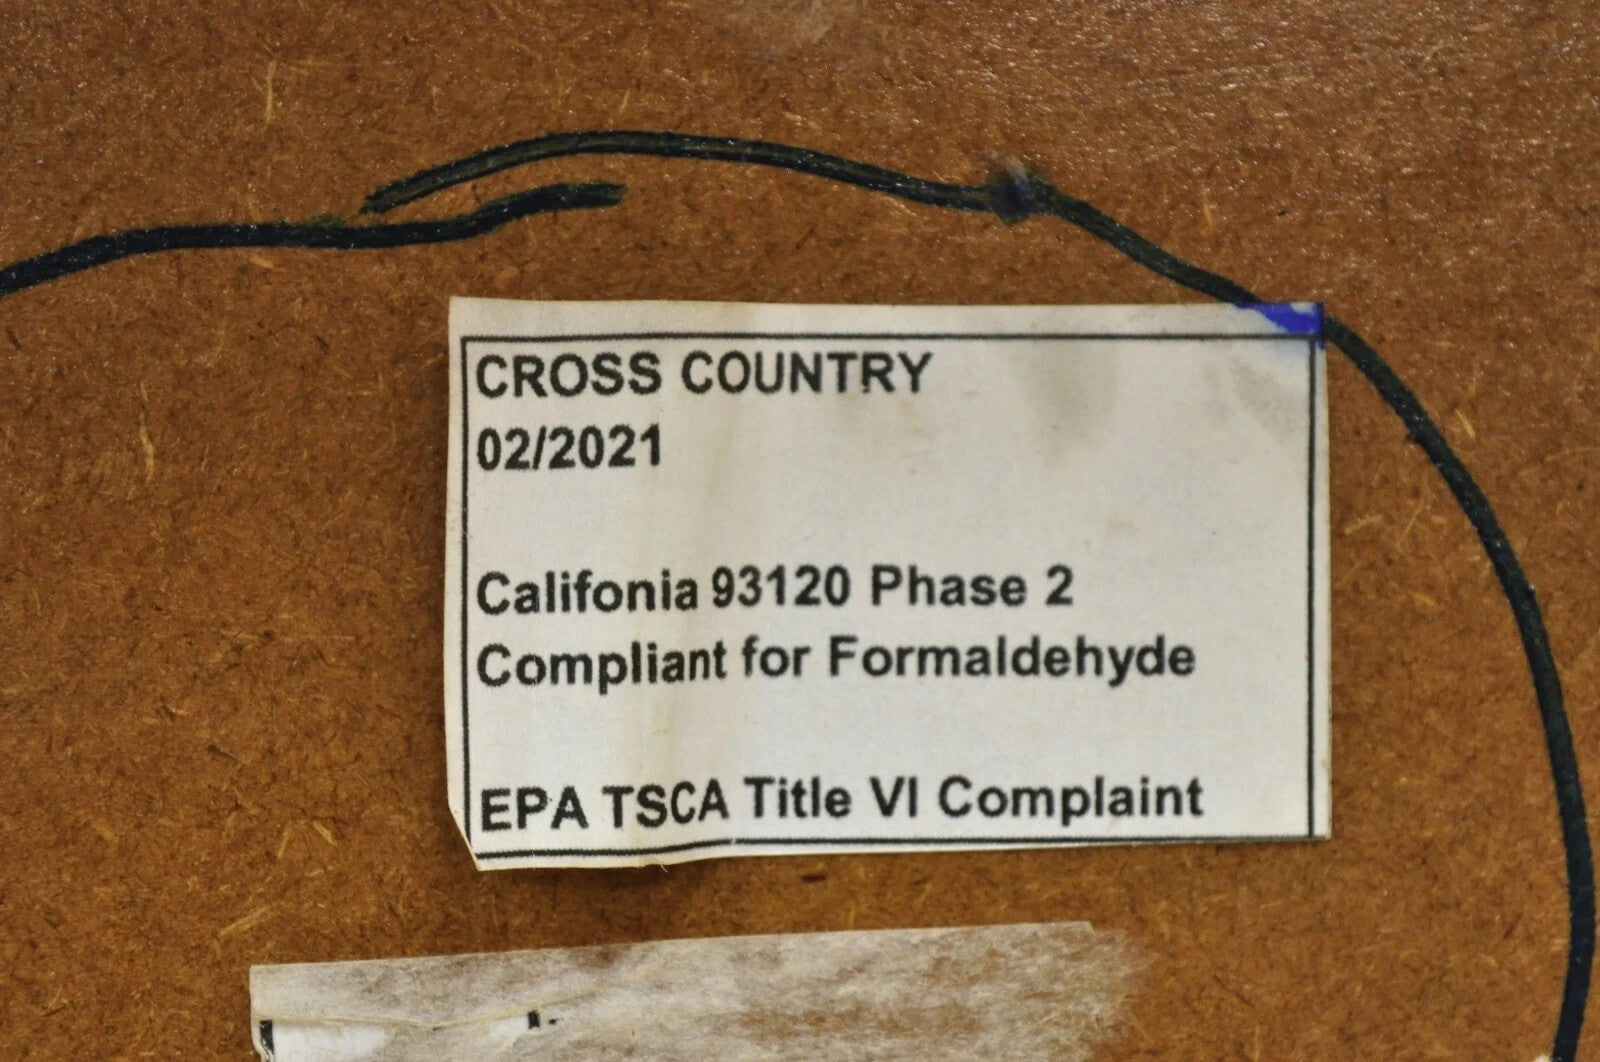 CROSS COUNTRY
02/2021
Califonia 93120 Phase 2
Compliant for Formaldehyde
EPA TSCA Title VI Complaint